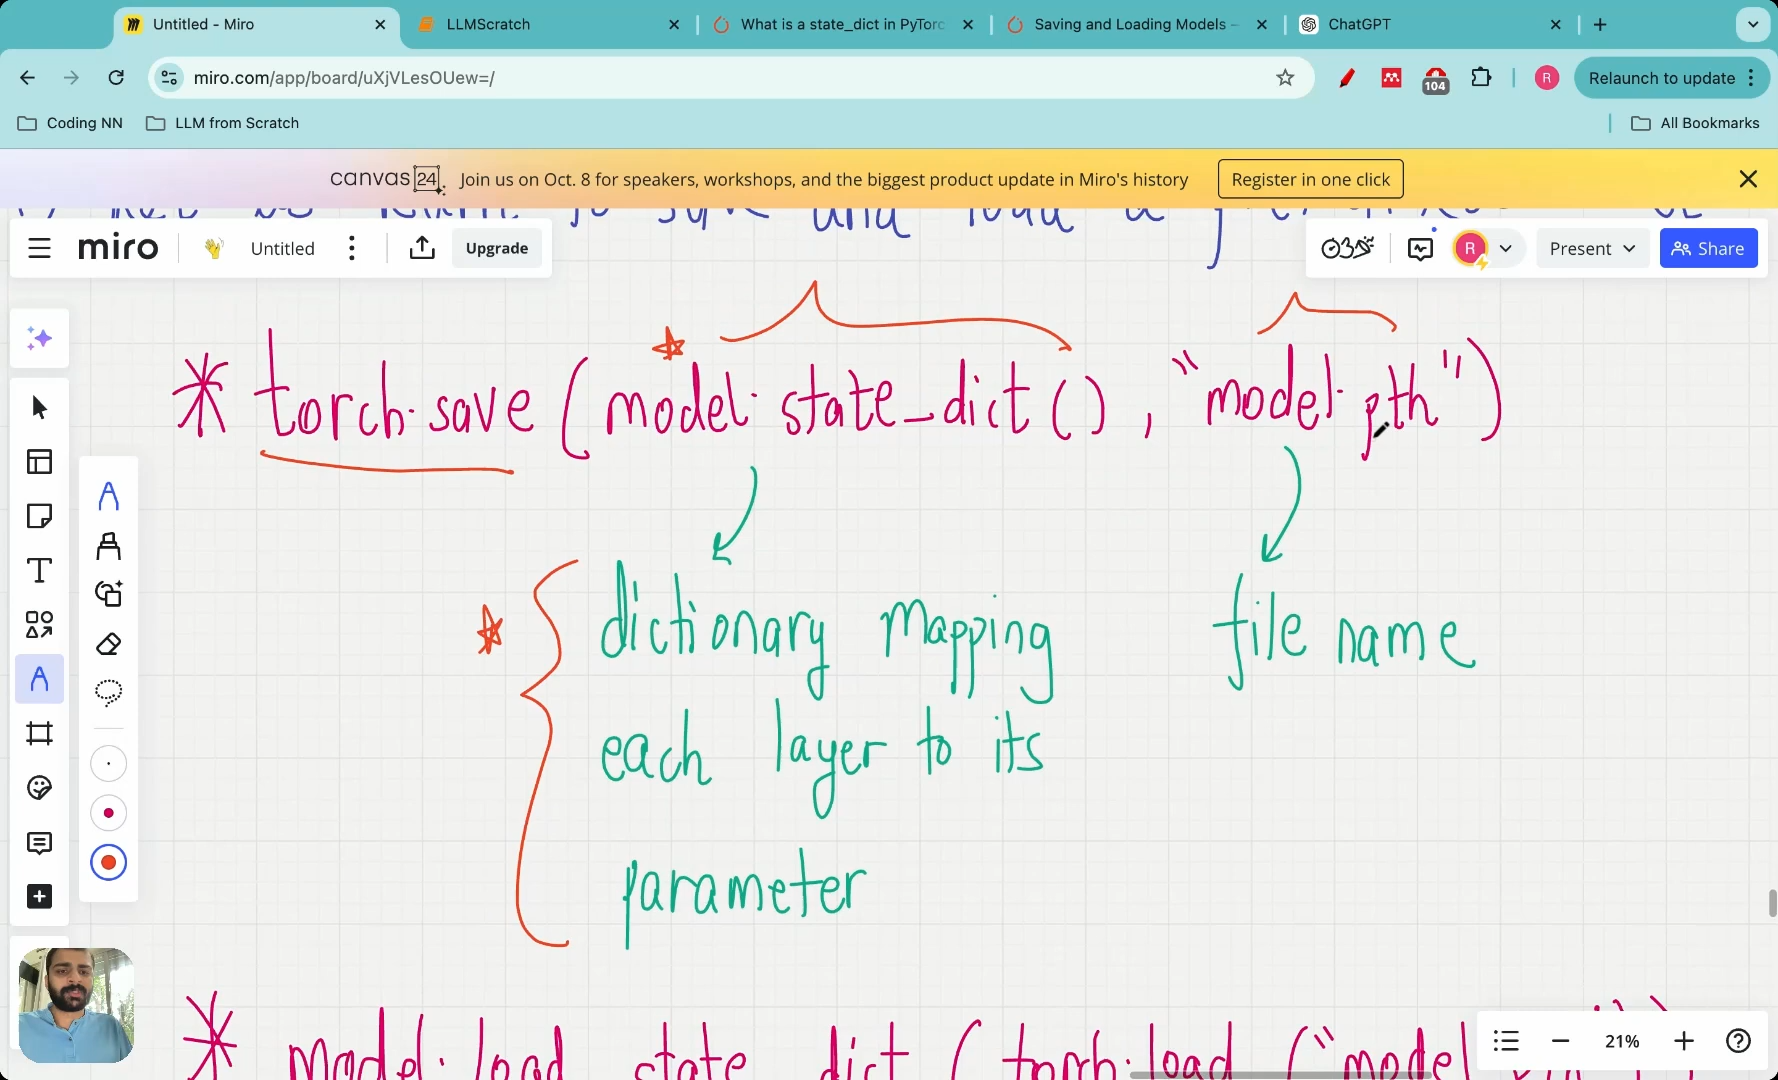 Untitled - Miro
LLMScratch
What is a state_dict in PyTorc
Saving and Loading Models –
ChatGPT
miro.com/app/board/uXjVLesOUew=/
104
R
Relaunch to update
Coding NN
LLM from Scratch
All Bookmarks
canvas 24 Join us on Oct. 8 for speakers, workshops, and the biggest product update in Miro's history
Register in one click
and load a
miro
Untitled
Upgrade
R
Present
Share
* torch.save (model.state_dict(), "model.pth")
dictionary mapping
each layer to its
parameter
file name
* model.load_state_dict (torch.load ("model
21%